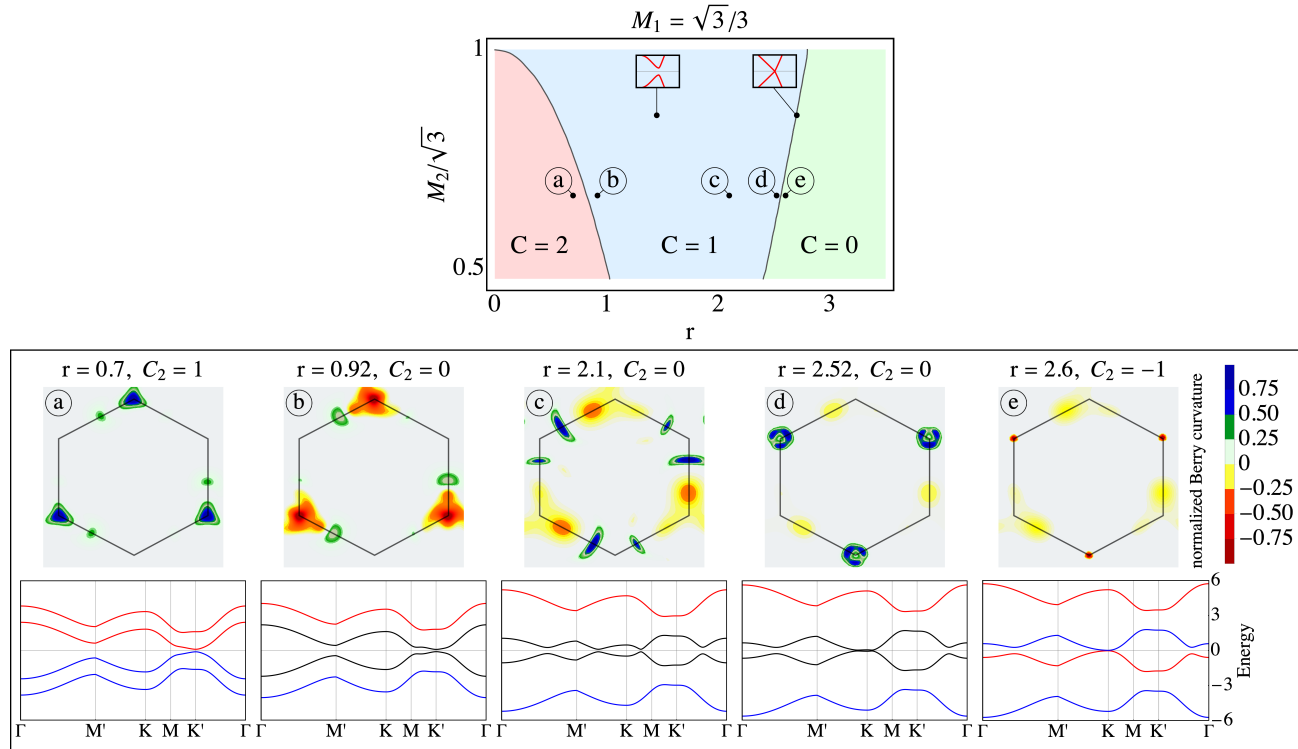 M₁ = √3/3
1
M₂/√3
0.5
a
b
c
d
e
C = 2
C = 1
C = 0
0
1
2
3
r
r = 0.7, C₂ = 1
r = 0.92, C₂ = 0
r = 2.1, C₂ = 0
r = 2.52, C₂ = 0
r = 2.6, C₂ = −1
a
b
c
d
e
normalized Berry curvature
0.75
0.50
0.25
0
−0.25
−0.50
−0.75
6
3
0
−3
−6
Energy
Γ M' K M K' Γ
Γ M' K M K' Γ
Γ M' K M K' Γ
Γ M' K M K' Γ
Γ M' K M K' Γ